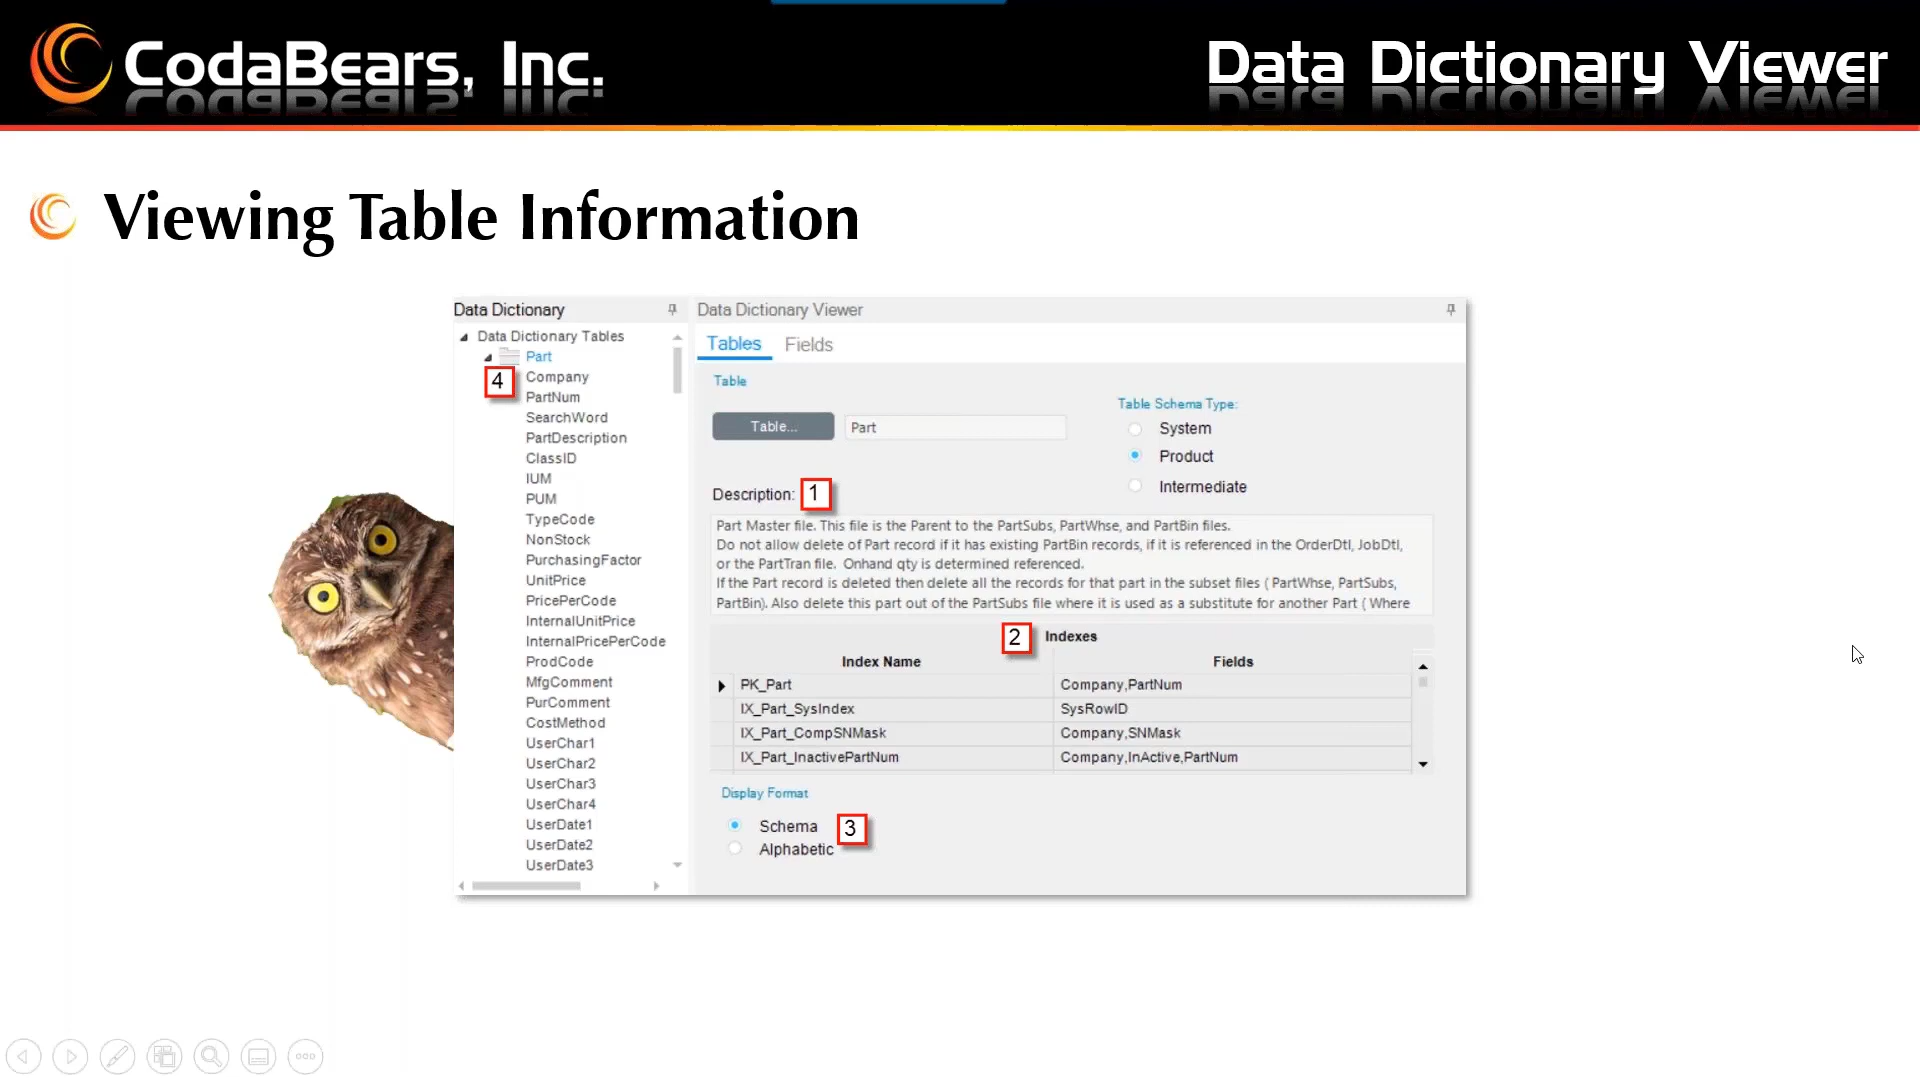 CodaBears, Inc.
Data Dictionary Viewer
Viewing Table Information
Data Dictionary
Data Dictionary Tables
Part
4
Company
PartNum
SearchWord
PartDescription
ClassID
IUM
PUM
TypeCode
NonStock
PurchasingFactor
UnitPrice
PricePerCode
InternalUnitPrice
InternalPricePerCode
ProdCode
MfgComment
PurComment
CostMethod
UserChar1
UserChar2
UserChar3
UserChar4
UserDate1
UserDate2
UserDate3
Data Dictionary Viewer
Tables Fields
Table
Table... Part
Table Schema Type:
System
Product
Intermediate
Description: 1
Part Master file. This file is the Parent to the PartSubs, PartWhse, and PartBin files.
Do not allow delete of Part record if it has existing PartBin records, if it is referenced in the OrderDtl, JobDtl,
or the PartTran file.  Onhand qty is determined referenced.
If the Part record is deleted then delete all the records for that part in the subset files ( PartWhse, PartSubs,
PartBin). Also delete this part out of the PartSubs file where it is used as a substitute for another Part ( Where
2 Indexes
Index Name Fields
PK_Part Company,PartNum
IX_Part_SysIndex SysRowID
IX_Part_CompSNMask Company,SNMask
IX_Part_InactivePartNum Company,InActive,PartNum
Display Format
Schema 3
Alphabetic